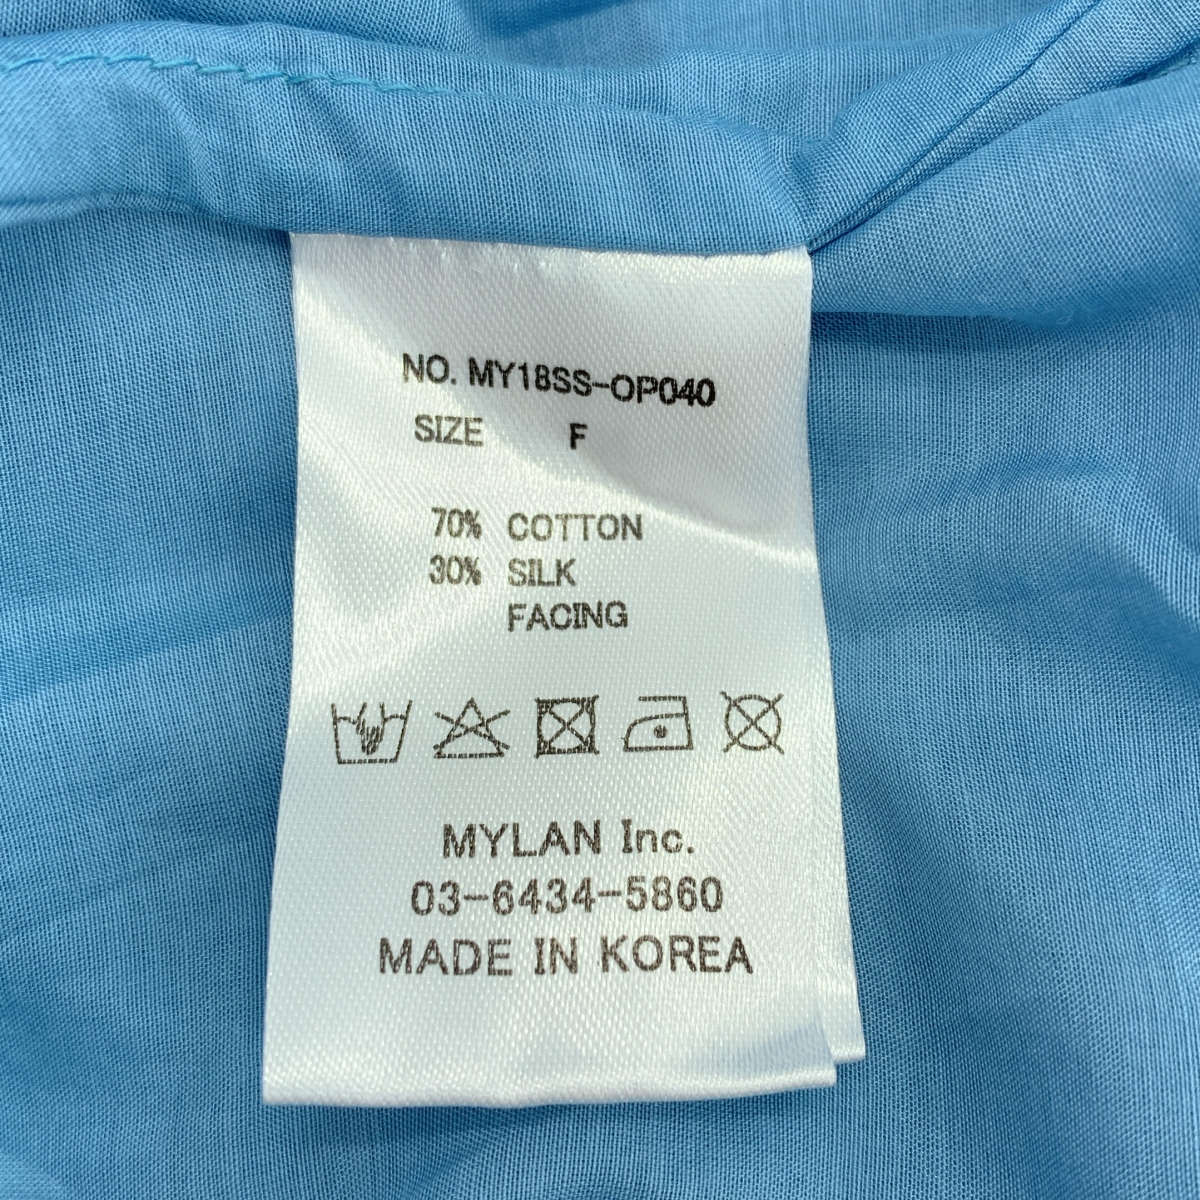 NO. MY18SS-OP040
SIZE F
70% COTTON
30% SILK
FACING
MYLAN Inc.
03-6434-5860
MADE IN KOREA